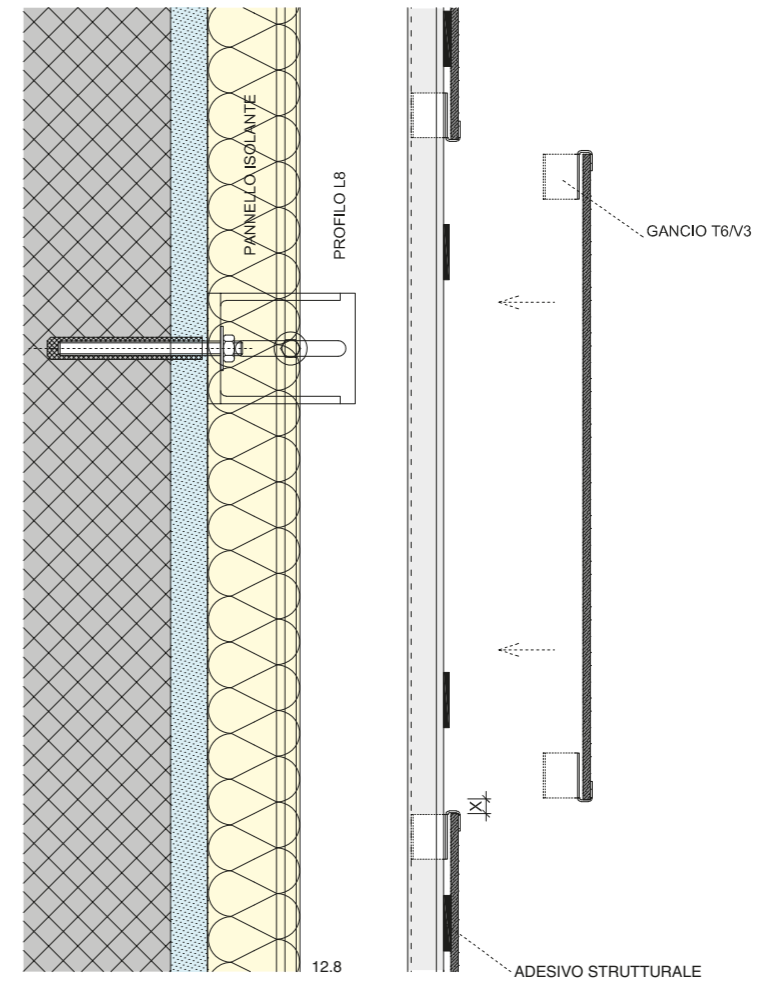 PANNELLO ISOLANTE
PROFILO L8
GANCIO T6/V3
X
12.8
ADESIVO STRUTTURALE